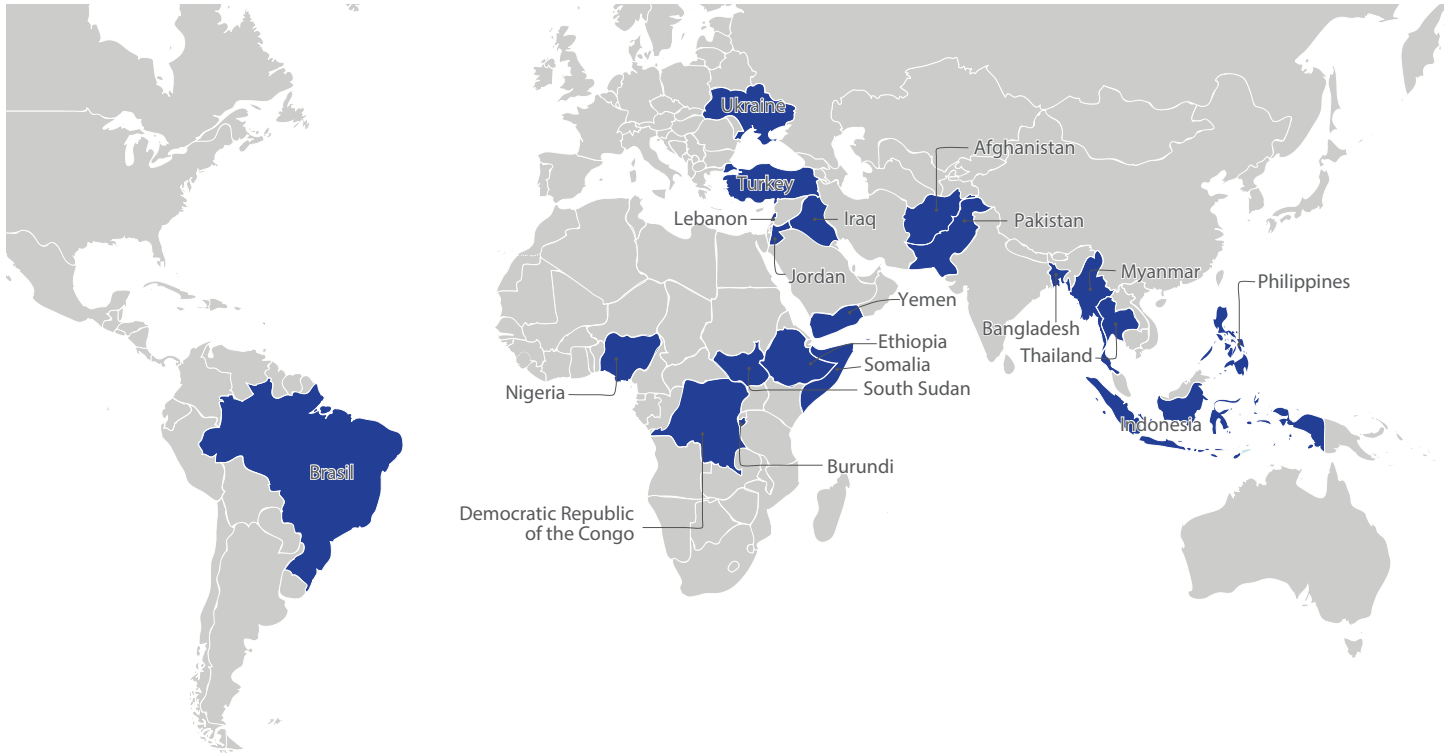 Ukraine
Afghanistan
Turkey
Lebanon
Iraq
Pakistan
Jordan
Myanmar
Philippines
Yemen
Bangladesh
Ethiopia
Thailand
Somalia
South Sudan
Nigeria
Indonesia
Brasil
Burundi
Democratic Republic
of the Congo